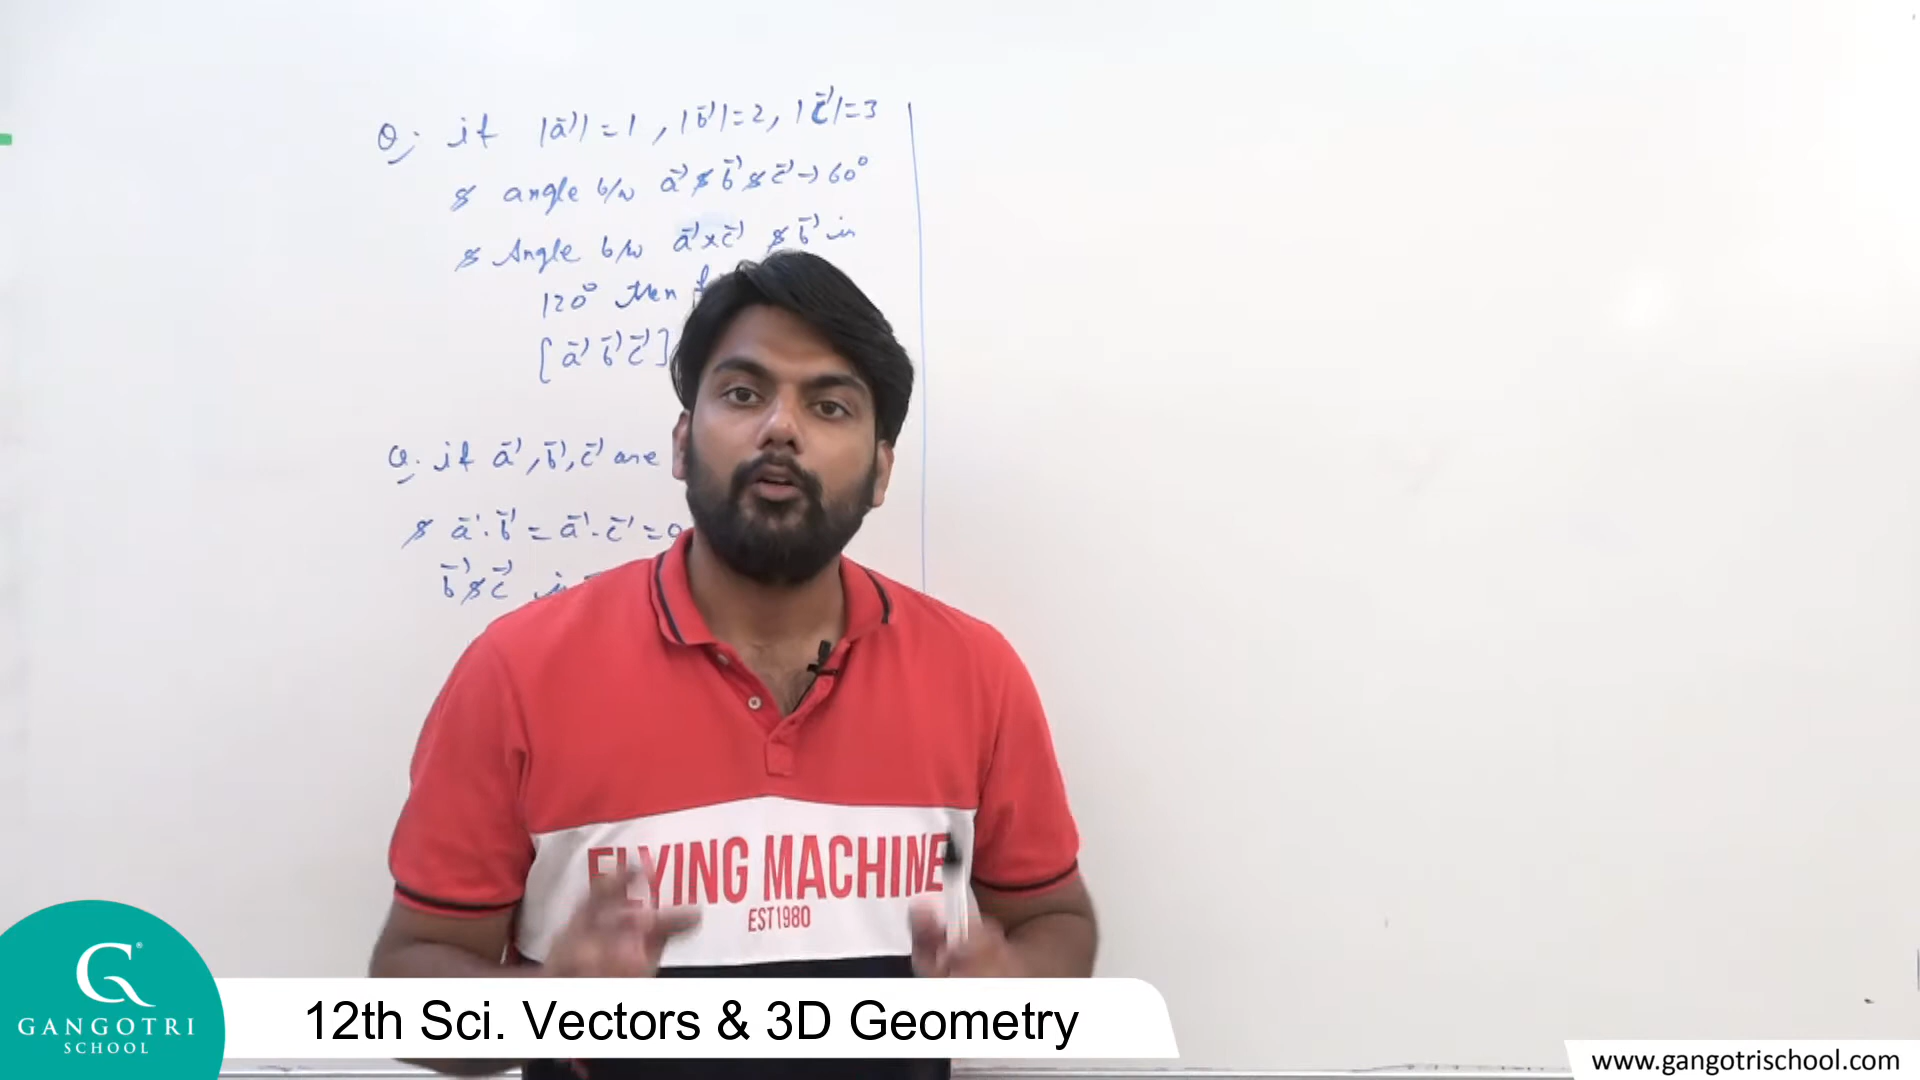 Q. if |a⃗| = 1 , |b⃗| = 2, |c⃗| = 3
& angle b/w a⃗ & b⃗ & c⃗ → 60°
& Angle b/w a⃗ × c⃗ & b⃗ is
120° then
[a⃗ b⃗ c⃗]
Q. if a⃗, b⃗, c⃗ are
& a⃗ . b⃗ = a⃗ . c⃗ = 0
b⃗ & c⃗
FLYING MACHINE
EST1980
GANGOTRI
SCHOOL
12th Sci. Vectors & 3D Geometry
www.gangotrischool.com